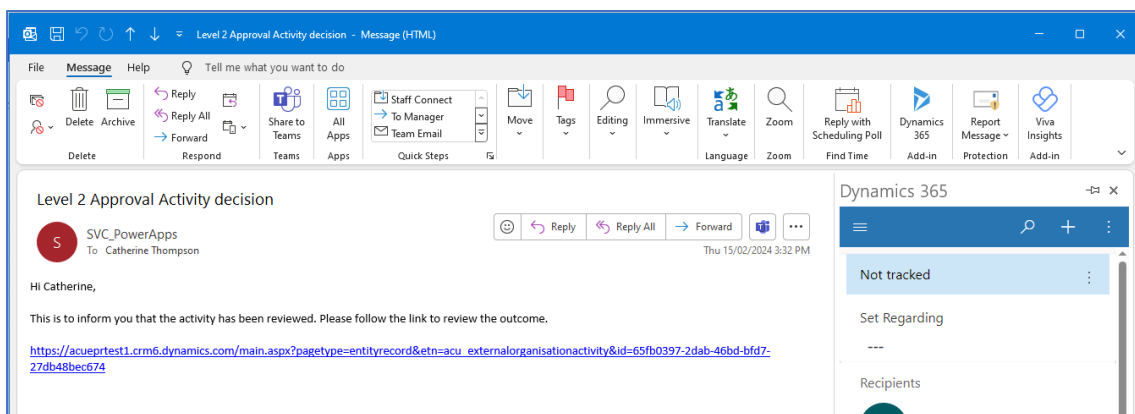 Level 2 Approval Activity decision - Message (HTML)
File Message Help Tell me what you want to do
Delete Archive
Reply
Reply All
Forward
Share to Teams
All Apps
Staff Connect
To Manager
Team Email
Move
Tags
Editing
Immersive
Translate
Zoom
Reply with Scheduling Poll
Dynamics 365
Report Message
Viva Insights
Delete Respond Teams Apps Quick Steps Language Zoom Find Time Add-in Protection Add-in
Level 2 Approval Activity decision
S
SVC_PowerApps
To Catherine Thompson
Reply Reply All Forward
Thu 15/02/2024 3:32 PM
Hi Catherine,
This is to inform you that the activity has been reviewed. Please follow the link to review the outcome.
https://acueprtest1.crm6.dynamics.com/main.aspx?pagetype=entityrecord&etn=acu_externalorganisationactivity&id=65fb0397-2dab-46bd-bfd7-
27db48bec674
Dynamics 365
Not tracked
Set Regarding
---
Recipients